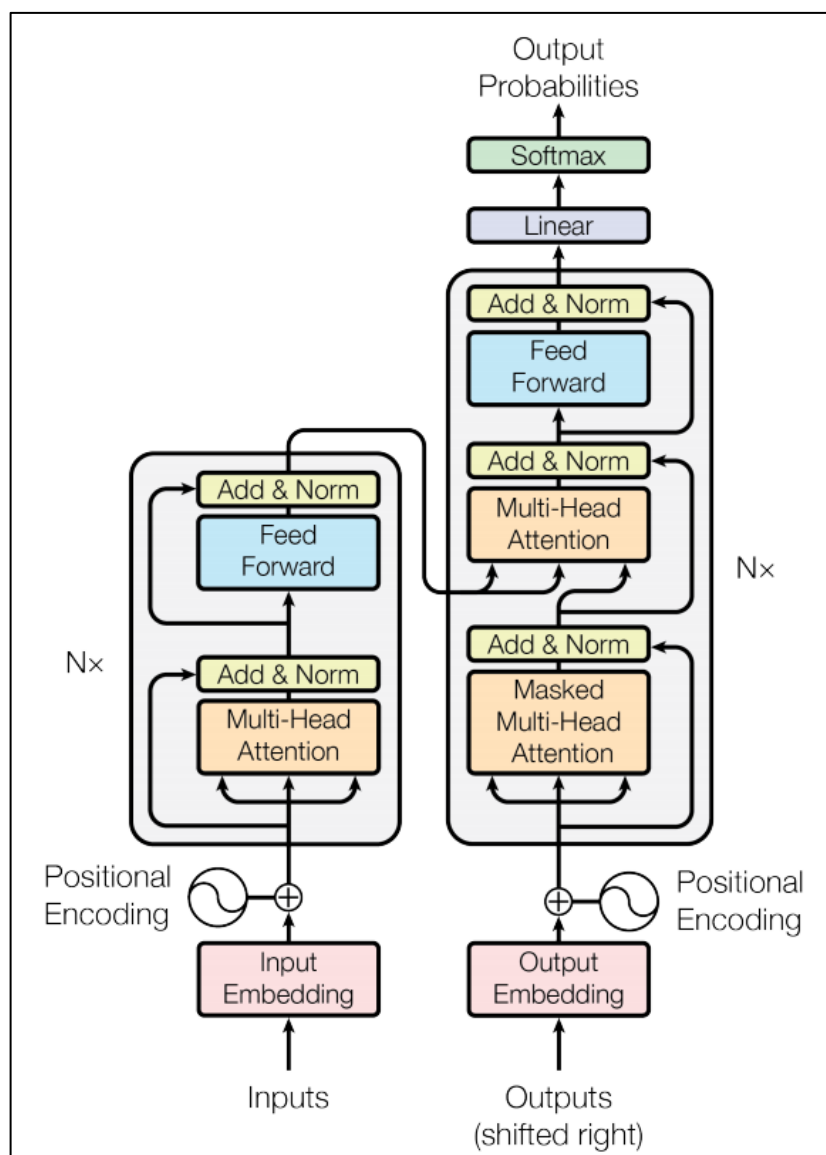 Output
Probabilities
Softmax
Linear
Add & Norm
Feed
Forward
Add & Norm
Multi-Head
Attention
Add & Norm
Masked
Multi-Head
Attention
Nx
Positional
Encoding
Output
Embedding
Outputs
(shifted right)
Add & Norm
Feed
Forward
Add & Norm
Multi-Head
Attention
Nx
Positional
Encoding
Input
Embedding
Inputs